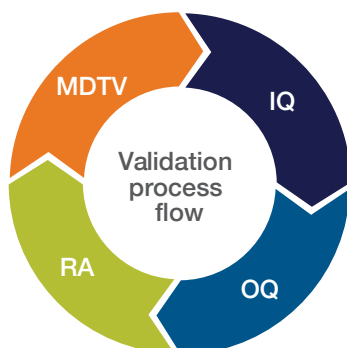 MDTV
IQ
Validation
process
flow
RA
OQ